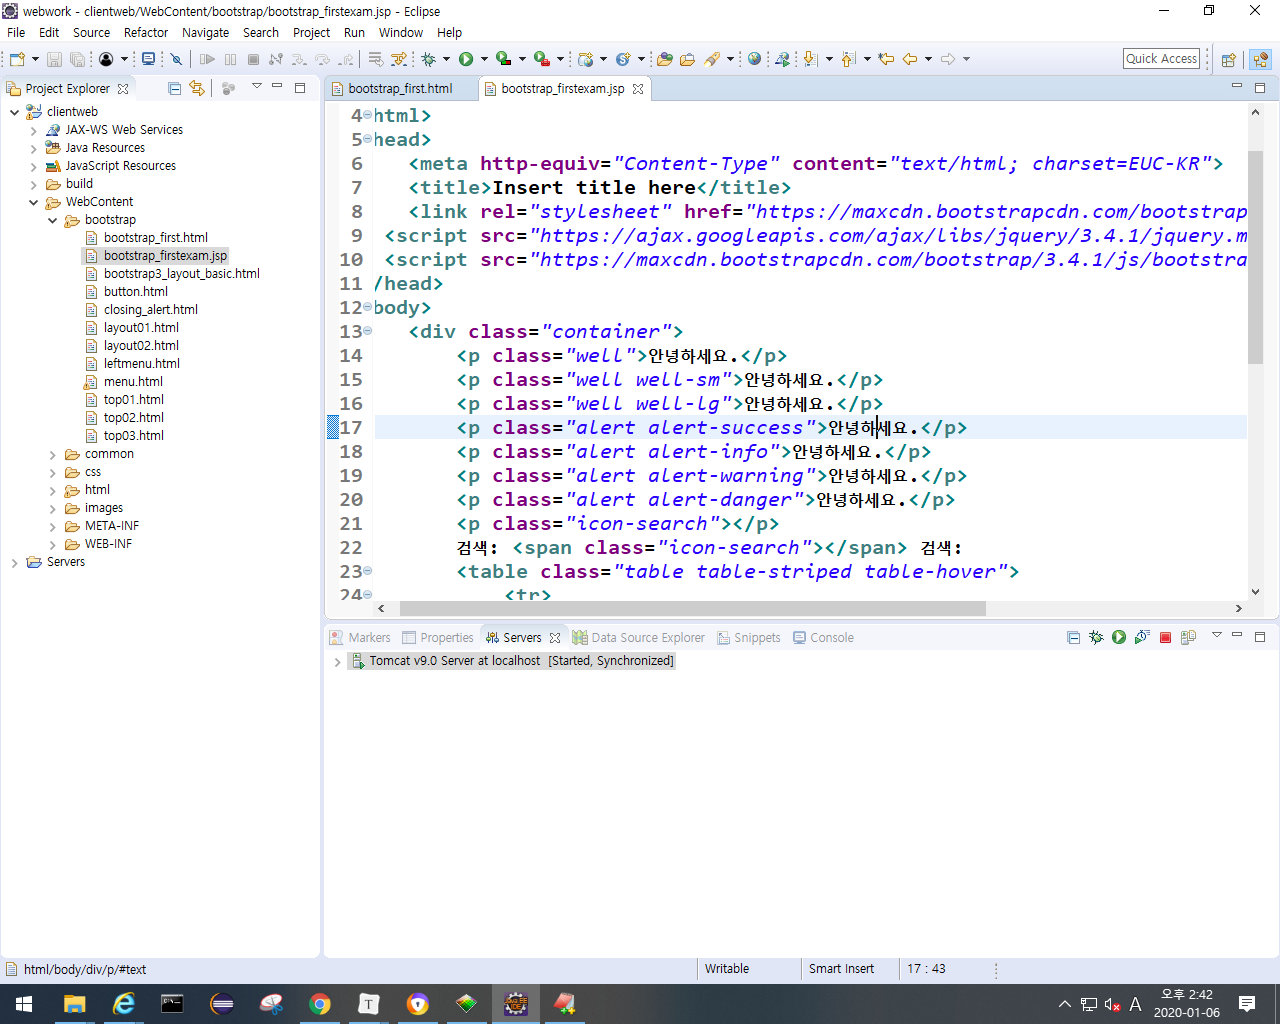 webwork - clientweb/WebContent/bootstrap/bootstrap_firstexam.jsp - Eclipse
File Edit Source Refactor Navigate Search Project Run Window Help
Quick Access
Project Explorer
clientweb
JAX-WS Web Services
Java Resources
JavaScript Resources
build
WebContent
bootstrap
bootstrap_first.html
bootstrap_firstexam.jsp
bootstrap3_layout_basic.html
button.html
closing_alert.html
layout01.html
layout02.html
leftmenu.html
menu.html
top01.html
top02.html
top03.html
common
css
html
images
META-INF
WEB-INF
Servers
bootstrap_first.html bootstrap_firstexam.jsp
4 html>
5 head>
6 <meta http-equiv="Content-Type" content="text/html; charset=EUC-KR">
7 <title>Insert title here</title>
8 <link rel="stylesheet" href="https://maxcdn.bootstrapcdn.com/bootstrap
9 <script src="https://ajax.googleapis.com/ajax/libs/jquery/3.4.1/jquery.m
10 <script src="https://maxcdn.bootstrapcdn.com/bootstrap/3.4.1/js/bootstra
11 /head>
12 body>
13 <div class="container">
14 <p class="well">안녕하세요.</p>
15 <p class="well well-sm">안녕하세요.</p>
16 <p class="well well-lg">안녕하세요.</p>
17 <p class="alert alert-success">안녕하세요.</p>
18 <p class="alert alert-info">안녕하세요.</p>
19 <p class="alert alert-warning">안녕하세요.</p>
20 <p class="alert alert-danger">안녕하세요.</p>
21 <p class="icon-search"></p>
22 검색: <span class="icon-search"></span> 검색:
23 <table class="table table-striped table-hover">
24 <tr>
Markers Properties Servers Data Source Explorer Snippets Console
Tomcat v9.0 Server at localhost [Started, Synchronized]
html/body/div/p/#text Writable Smart Insert 17 : 43
A 오후 2:42
2020-01-06